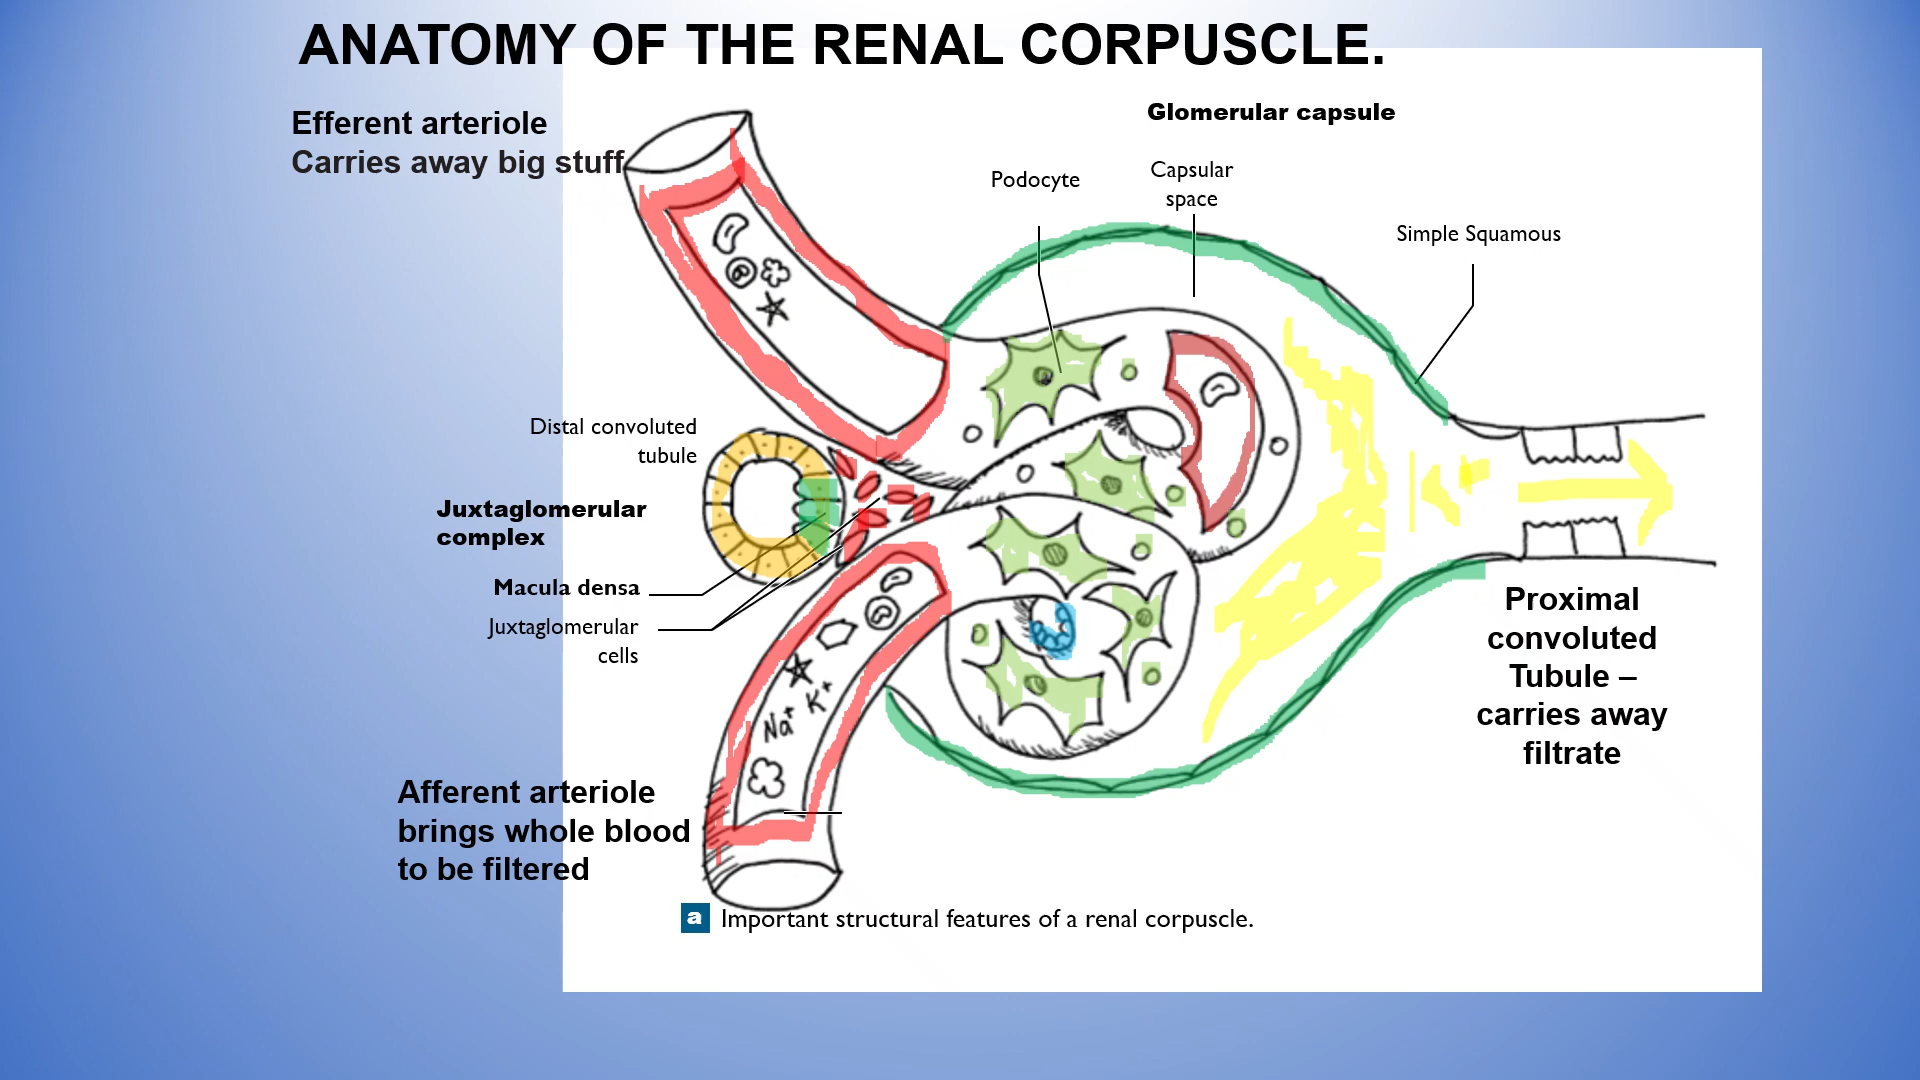 ANATOMY OF THE RENAL CORPUSCLE.
Efferent arteriole
Carries away big stuff
Glomerular capsule
Podocyte
Capsular
space
Simple Squamous
Distal convoluted
tubule
Juxtaglomerular
complex
Macula densa
Juxtaglomerular
cells
Na+
K+
Proximal
convoluted
Tubule –
carries away
filtrate
Afferent arteriole
brings whole blood
to be filtered
a Important structural features of a renal corpuscle.